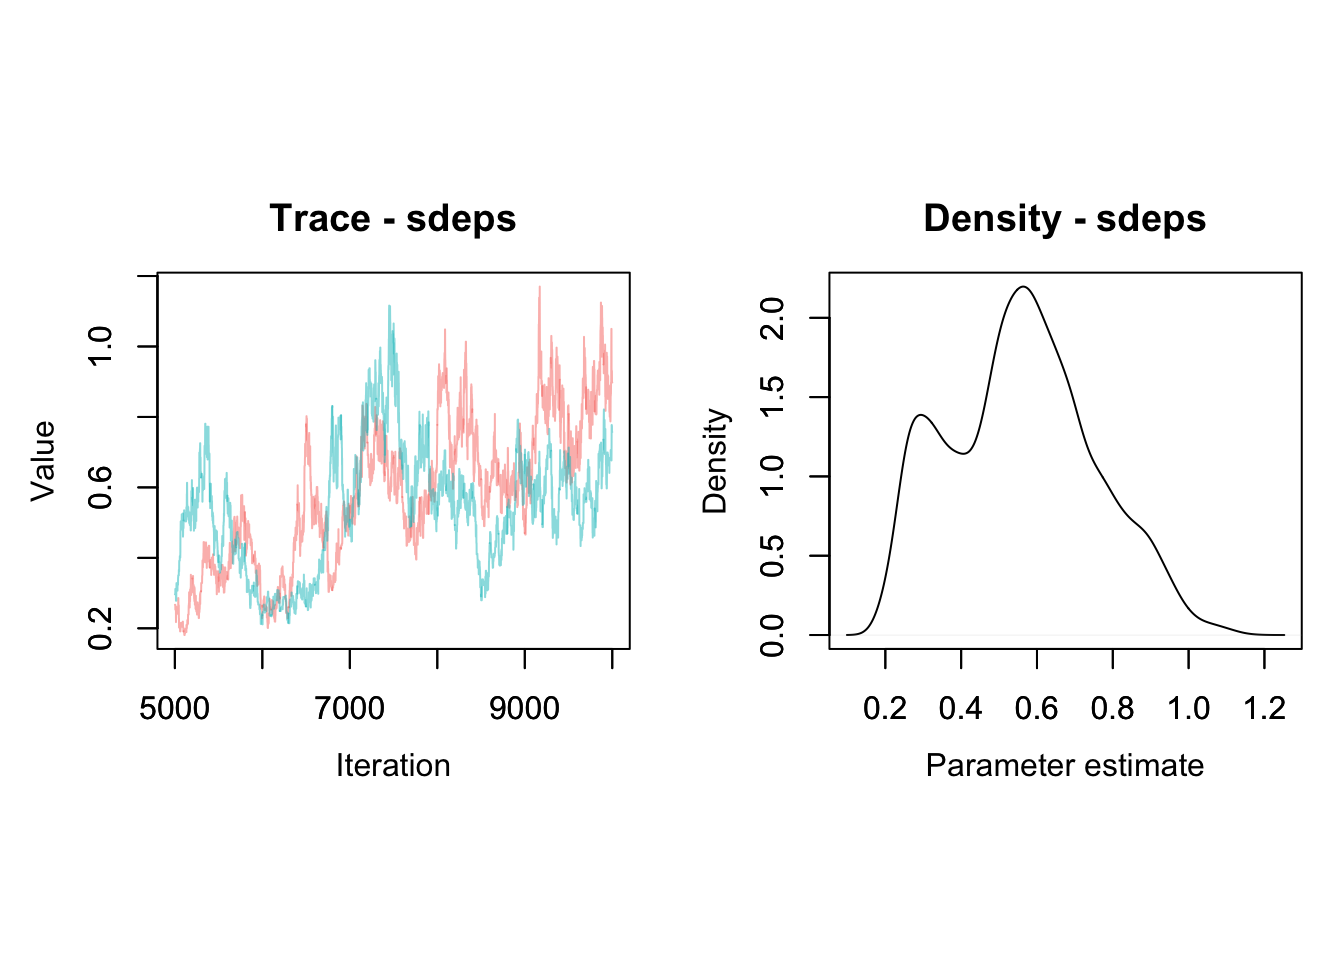 Trace - sdeps
Value
0.2 0.6 1.0
5000 7000 9000
Iteration
Density - sdeps
Density
0.0 0.5 1.0 1.5 2.0
0.2 0.4 0.6 0.8 1.0 1.2
Parameter estimate